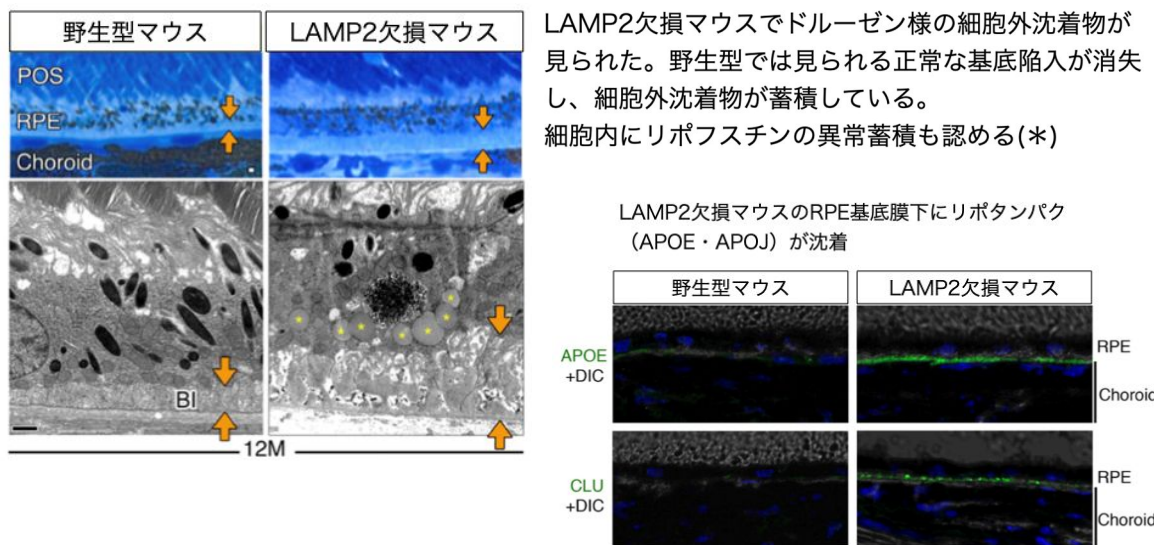 野生型マウス
LAMP2欠損マウス
POS
RPE
Choroid
BI
12M
LAMP2欠損マウスでドルーゼン様の細胞外沈着物が
見られた。野生型では見られる正常な基底陥入が消失
し、細胞外沈着物が蓄積している。
細胞内にリポフスチンの異常蓄積も認める(＊)
LAMP2欠損マウスのRPE基底膜下にリポタンパク
（APOE・APOJ）が沈着
野生型マウス
LAMP2欠損マウス
APOE
+DIC
RPE
Choroid
CLU
+DIC
RPE
Choroid